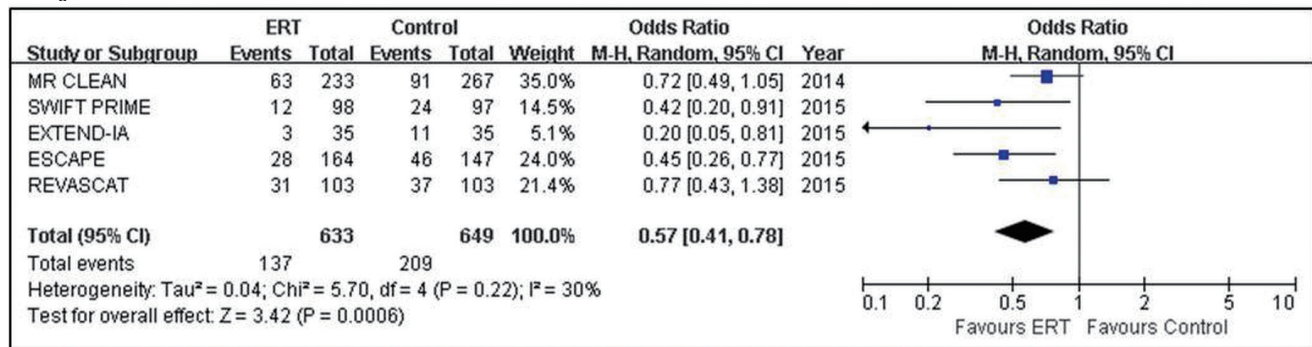 ERT Control Odds Ratio Odds Ratio
Study or Subgroup Events Total Events Total Weight M-H, Random, 95% CI Year M-H, Random, 95% CI
MR CLEAN 63 233 91 267 35.0% 0.72 [0.49, 1.05] 2014
SWIFT PRIME 12 98 24 97 14.5% 0.42 [0.20, 0.91] 2015
EXTEND-IA 3 35 11 35 5.1% 0.20 [0.05, 0.81] 2015
ESCAPE 28 164 46 147 24.0% 0.45 [0.26, 0.77] 2015
REVASCAT 31 103 37 103 21.4% 0.77 [0.43, 1.38] 2015
Total (95% CI) 633 649 100.0% 0.57 [0.41, 0.78]
Total events 137 209
Heterogeneity: Tau² = 0.04; Chi² = 5.70, df = 4 (P = 0.22); I² = 30%
Test for overall effect: Z = 3.42 (P = 0.0006)
0.1 0.2 0.5 1 2 5 10
Favours ERT Favours Control